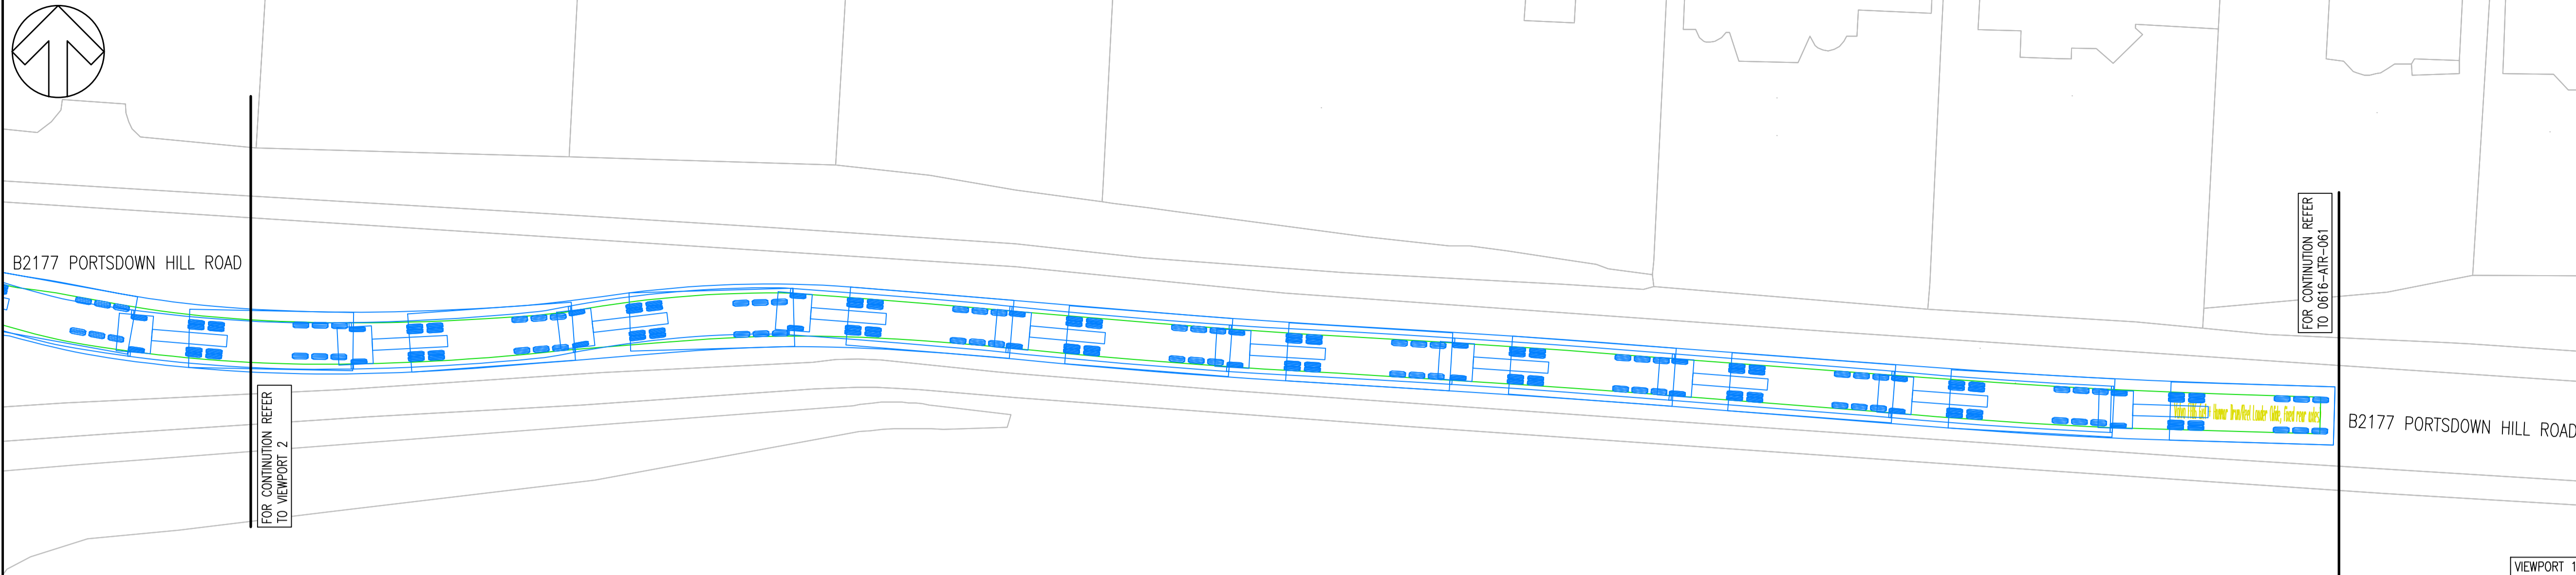 B2177 PORTSDOWN HILL ROAD
FOR CONTINUTION REFER
TO VIEWPORT 2
FOR CONTINUTION REFER
TO 0616-ATR-061
B2177 PORTSDOWN HILL ROAD
VIEWPORT 1